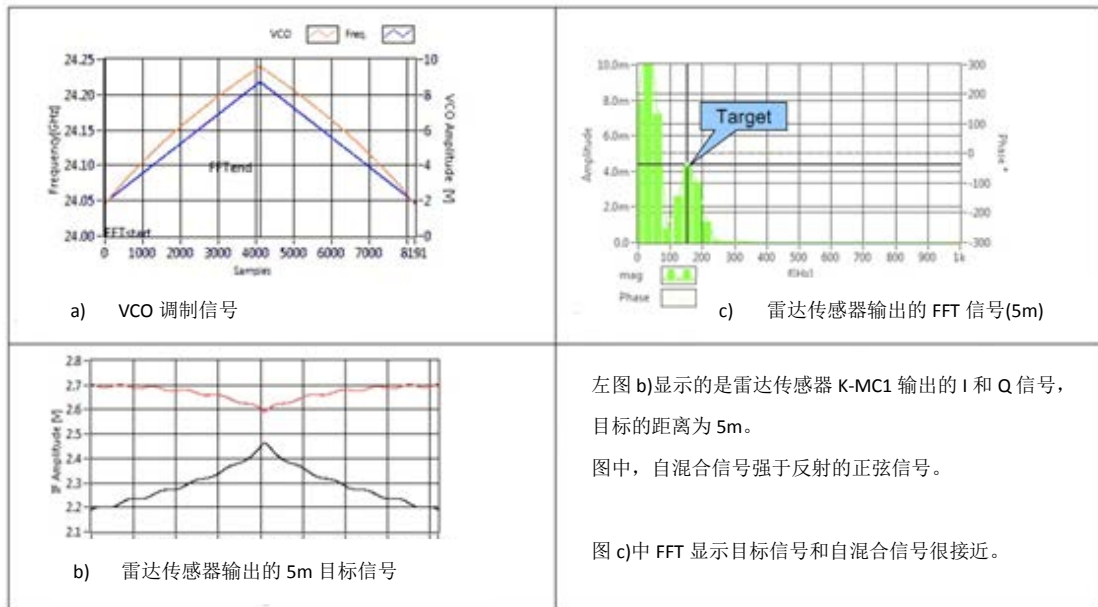 VCO Freq.
24.25
24.20
24.15
24.10
24.05
24.00
Frequency[GHz]
10
8
6
4
2
0
VCO Amplitude [V]
FFTend
FFTstart
0 1000 2000 3000 4000 5000 6000 7000 8191
Samples
a) VCO 调制信号
10.0m
8.0m
6.0m
4.0m
2.0m
0.0
Amplitude
Target
300
200
100
0
-100
-200
-300
Phase °
0 100 200 300 400 500 600 700 800 900 1k
f[Hz]
mag
Phase
c) 雷达传感器输出的 FFT 信号(5m)
2.8
2.7
2.6
2.5
2.4
2.3
2.2
2.1
IF Amplitude [V]
b) 雷达传感器输出的 5m 目标信号
左图 b)显示的是雷达传感器 K-MC1 输出的 I 和 Q 信号，
目标的距离为 5m。
图中，自混合信号强于反射的正弦信号。
图 c)中 FFT 显示目标信号和自混合信号很接近。